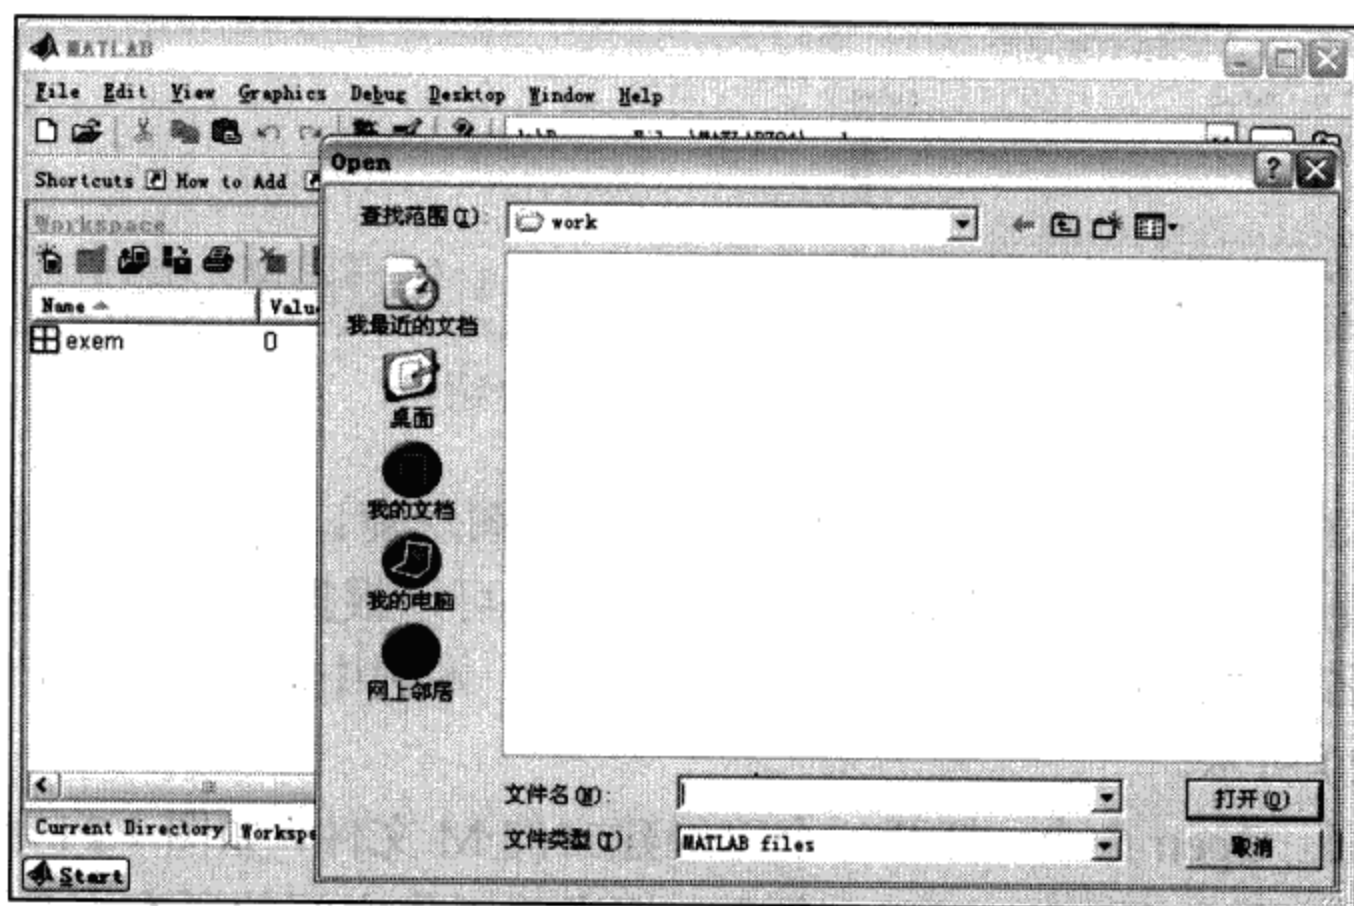 MATLAB
File Edit View Graphics Debug Desktop Window Help
Shortcuts How to Add
Open
查找范围(I):
work
Workspace
Name
Valu
exem
0
我最近的文档
桌面
我的文档
我的电脑
网上邻居
文件名(N):
打开(O)
文件类型(T):
MATLAB files
取消
Current Directory
Workspe
Start